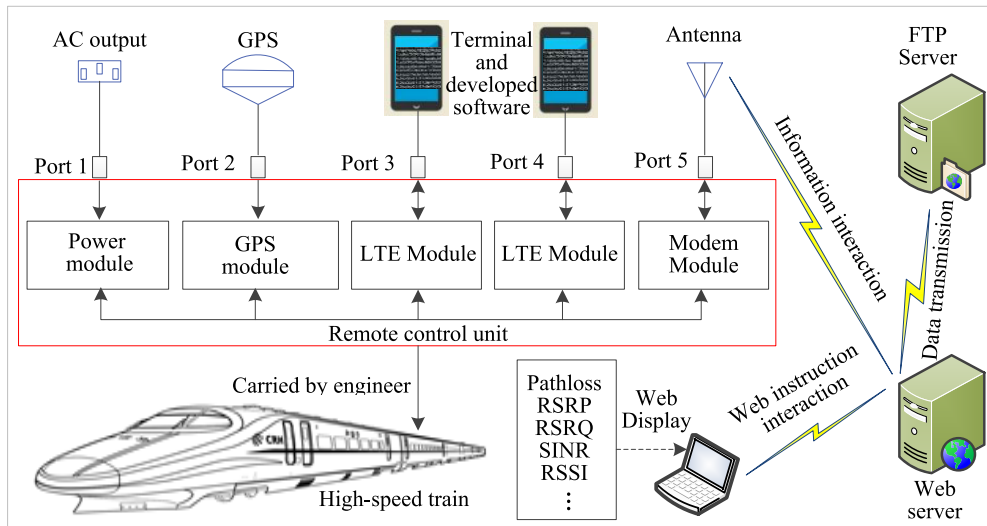 AC output
GPS
Terminal
and
developed
software
Antenna
FTP
Server
Port 1
Port 2
Port 3
Port 4
Port 5
Power
module
GPS
module
LTE Module
LTE Module
Modem
Module
Remote control unit
Information interaction
Data transmission
Carried by engineer
Pathloss
RSRP
RSRQ
SINR
RSSI
⋮
Web
Display
Web instruction
interaction
CRH
High-speed train
Web
server